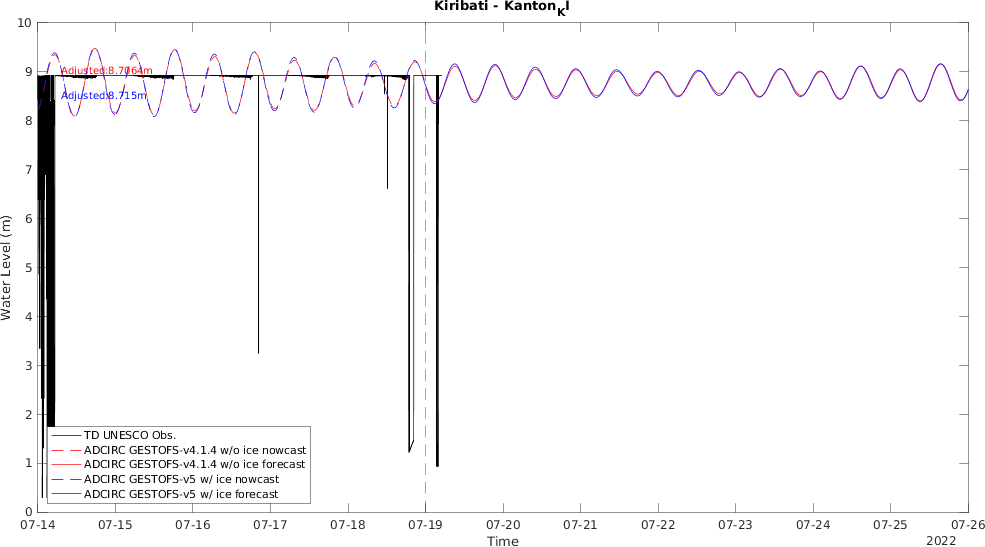 Kiribati - Kanton_KI
10
9
8
7
6
5
4
3
2
1
0
Water Level (m)
Adjusted:8.7064m
Adjusted:8.715m
TD UNESCO Obs.
ADCIRC GESTOFS-v4.1.4 w/o ice nowcast
ADCIRC GESTOFS-v4.1.4 w/o ice forecast
ADCIRC GESTOFS-v5 w/ ice nowcast
ADCIRC GESTOFS-v5 w/ ice forecast
07-14 07-15 07-16 07-17 07-18 07-19 07-20 07-21 07-22 07-23 07-24 07-25 07-26
Time
2022